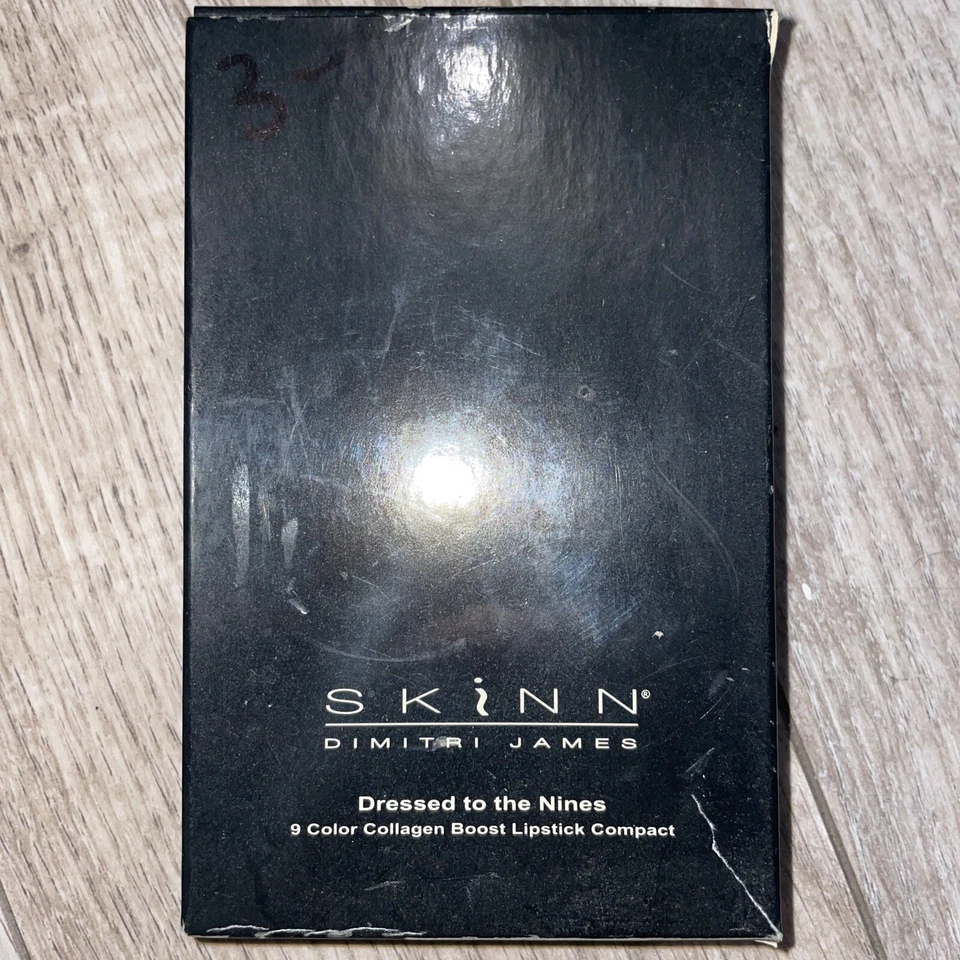 3-
SKiNN®
DIMITRI JAMES
Dressed to the Nines
9 Color Collagen Boost Lipstick Compact